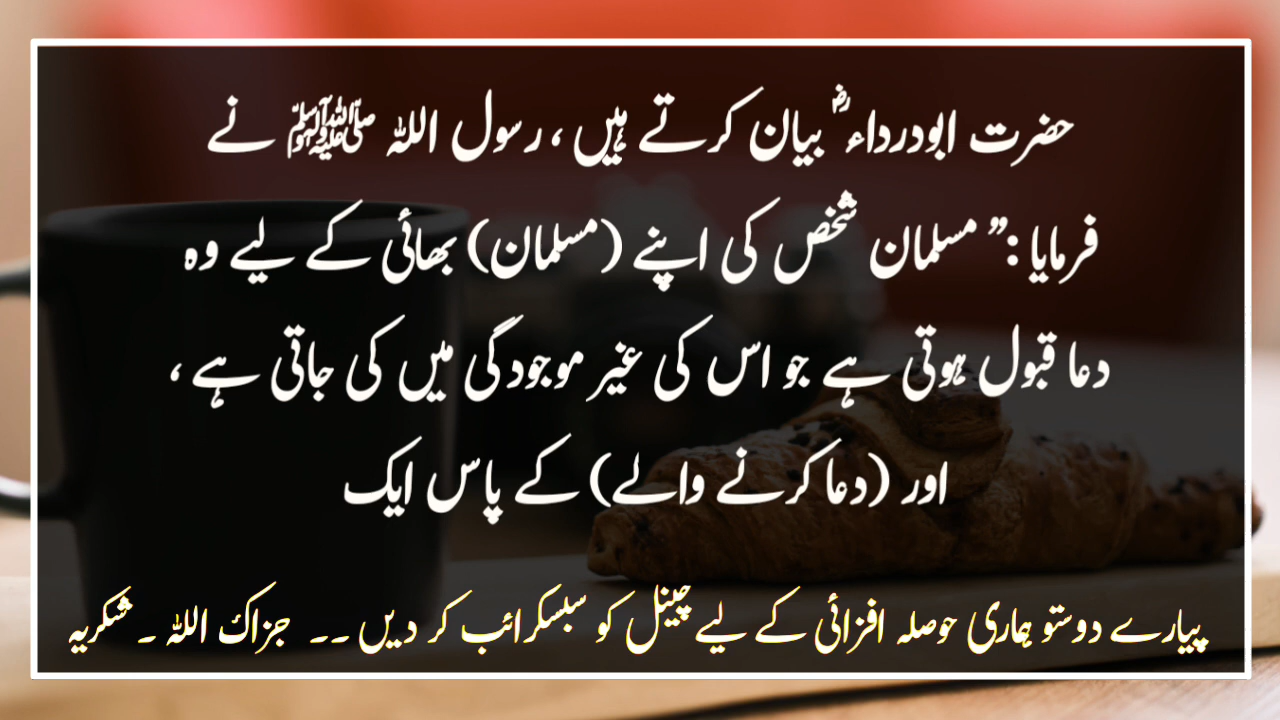 حضرت ابودرداءؓ بیان کرتے ہیں ، رسول اللہ ﷺ نے
فرمایا :” مسلمان شخص کی اپنے (مسلمان) بھائی کے لیے وہ
دعا قبول ہوتی ہے جو اس کی غیر موجودگی میں کی جاتی ہے ،
اور (دعا کرنے والے) کے پاس ایک
پیارے دوستو ہماری حوصلہ افزائی کے لیے چینل کو سبسکرائب کر دیں ۔۔ جزاک اللہ ۔ شکریہ